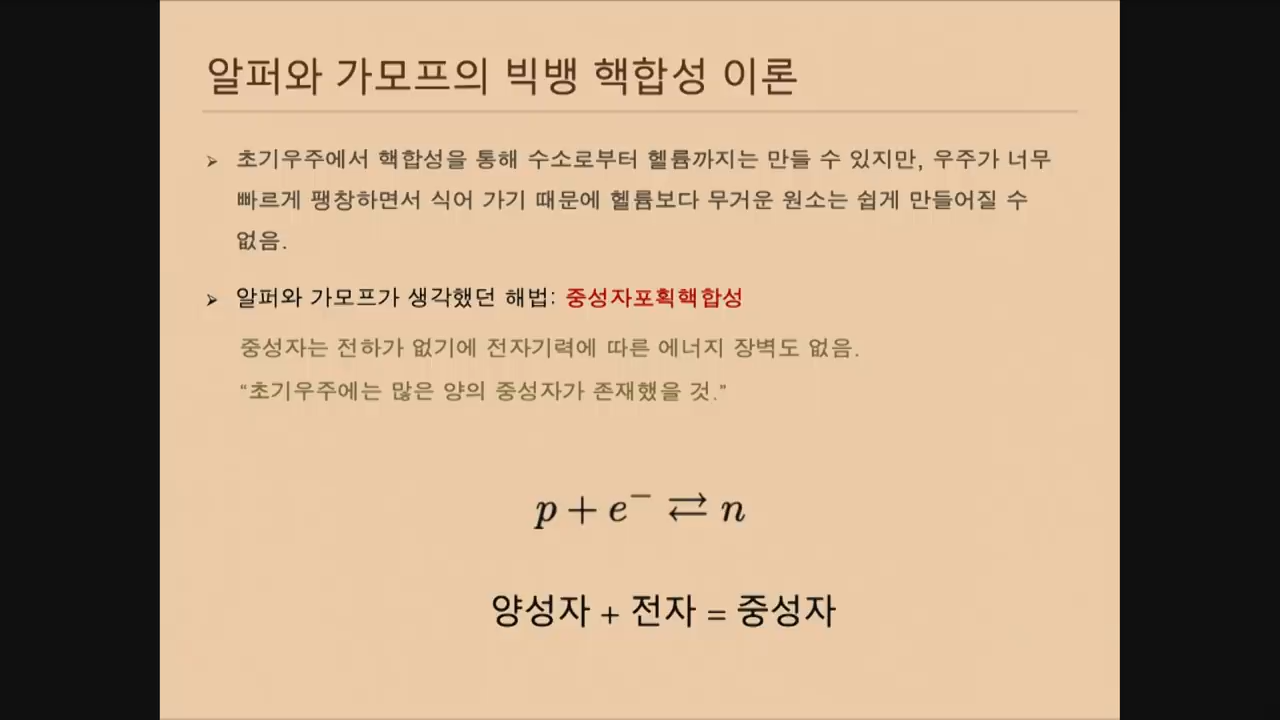 알퍼와 가모프의 빅뱅 핵합성 이론
➢ 초기우주에서 핵합성을 통해 수소로부터 헬륨까지는 만들 수 있지만, 우주가 너무
빠르게 팽창하면서 식어 가기 때문에 헬륨보다 무거운 원소는 쉽게 만들어질 수
없음.
➢ 알퍼와 가모프가 생각했던 해법: 중성자포획핵합성
중성자는 전하가 없기에 전자기력에 따른 에너지 장벽도 없음.
“초기우주에는 많은 양의 중성자가 존재했을 것.”
p + e⁻ ⇄ n
양성자 + 전자 = 중성자